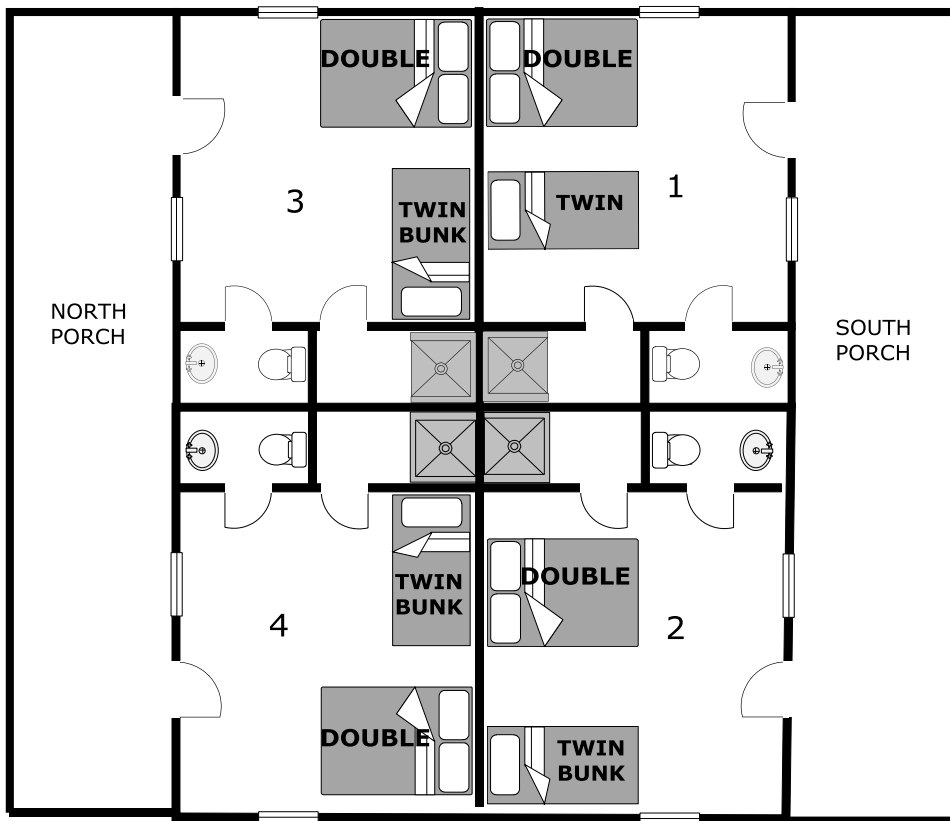 DOUBLE
DOUBLE
3
TWIN
BUNK
1
TWIN
NORTH
PORCH
SOUTH
PORCH
4
TWIN
BUNK
DOUBLE
2
DOUBLE
TWIN
BUNK